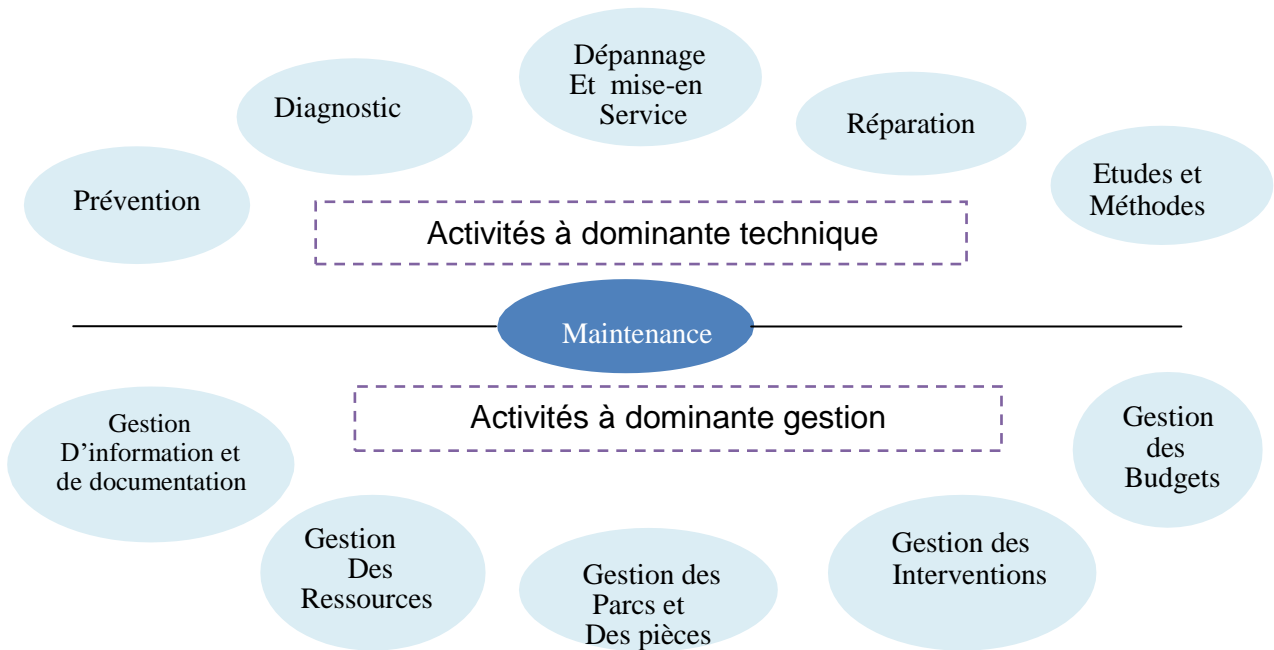 Prévention
Diagnostic
Dépannage
Et mise-en
Service
Réparation
Etudes et
Méthodes
Activités à dominante technique
Maintenance
Activités à dominante gestion
Gestion
D’information et
de documentation
Gestion
Des
Ressources
Gestion des
Parcs et
Des pièces
Gestion des
Interventions
Gestion
des
Budgets